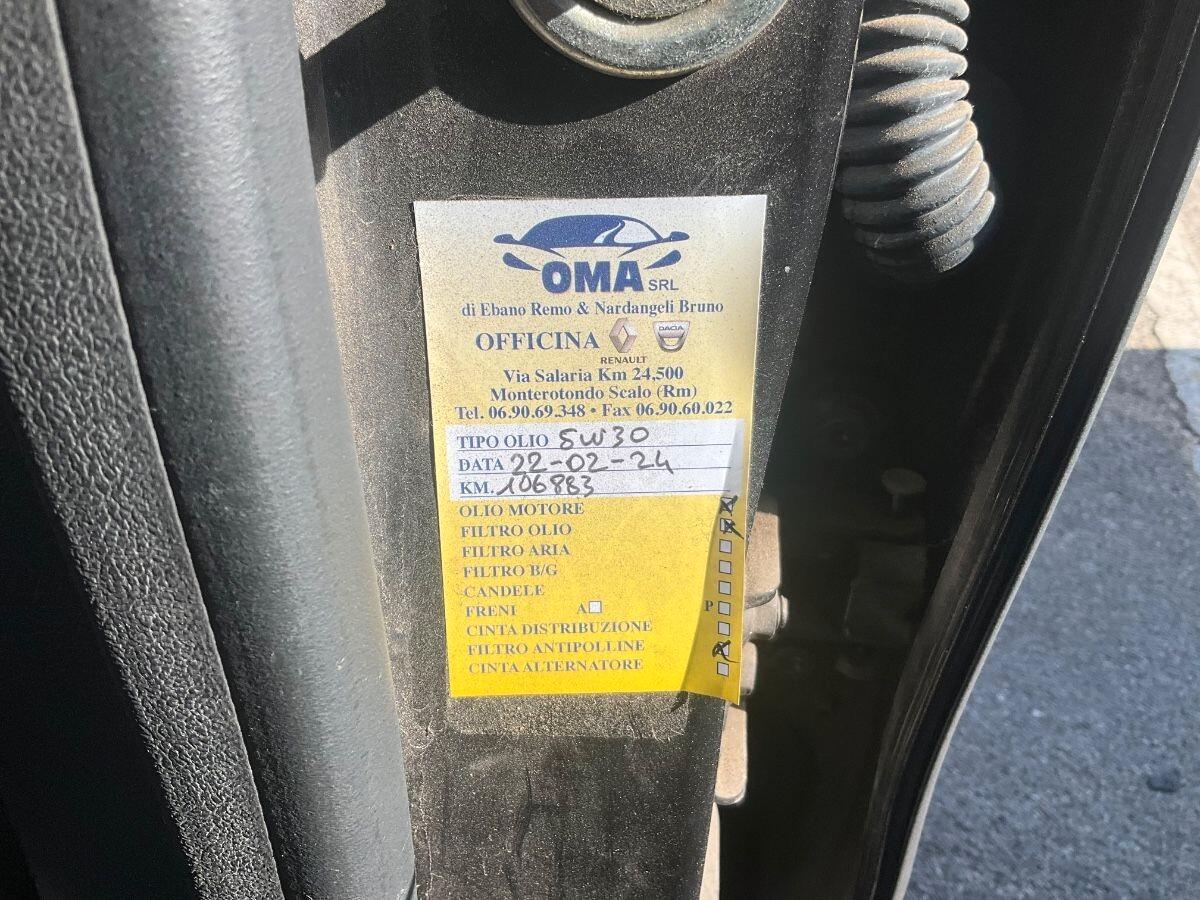 OMA SRL
di Ebano Remo & Nardangeli Bruno
OFFICINA RENAULT DACIA
Via Salaria Km 24,500
Monterotondo Scalo (Rm)
Tel. 06.90.69.348 • Fax 06.90.60.022
TIPO OLIO 5W30
DATA 22-02-24
KM. 106883
OLIO MOTORE
FILTRO OLIO
FILTRO ARIA
FILTRO B/G
CANDELE
FRENI A P
CINTA DISTRIBUZIONE
FILTRO ANTIPOLLINE
CINTA ALTERNATORE